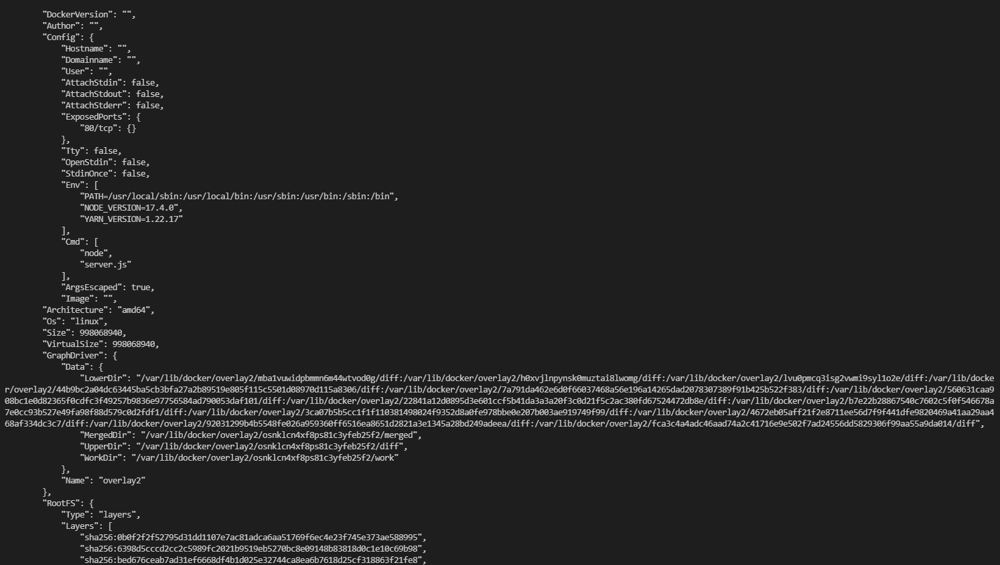 "DockerVersion": "",
"Author": "",
"Config": {
"Hostname": "",
"Domainname": "",
"User": "",
"AttachStdin": false,
"AttachStdout": false,
"AttachStderr": false,
"ExposedPorts": {
"80/tcp": {}
},
"Tty": false,
"OpenStdin": false,
"StdinOnce": false,
"Env": [
"PATH=/usr/local/sbin:/usr/local/bin:/usr/sbin:/usr/bin:/sbin:/bin",
"NODE_VERSION=17.4.0",
"YARN_VERSION=1.22.17"
],
"Cmd": [
"node",
"server.js"
],
"ArgsEscaped": true,
"Image": "",
"Architecture": "amd64",
"Os": "linux",
"Size": 998068940,
"VirtualSize": 998068940,
"GraphDriver": {
"Data": {
"LowerDir": "/var/lib/docker/overlay2/mba1vuwidpbmmn6m44wtvod0g/diff:/var/lib/docker/overlay2/h0xvjlnpynsk0muztai8lwomg/diff:/var/lib/docker/overlay2/lvu0pmcq3isg2vwmi9syl1o2e/diff:/var/lib/docke
r/overlay2/44b9bc2a04dc63445ba5cb3bfa27a2b89519e805f115c5501d08970d115a8306/diff:/var/lib/docker/overlay2/7a791da462e6d0f66037468a56e196a14265dad2078307389f91b425b522f383/diff:/var/lib/docker/overlay2/560631caa9
08bc1e0d82365f0cdfc3f49257b9836e97756584ad790053daf101/diff:/var/lib/docker/overlay2/22841a12d0895d3e601ccf5b41da3a3a20f3c0d21f5c2ac380fd67524472db8e/diff:/var/lib/docker/overlay2/b7e22b28867540c7602c5f0f546678a
7e0cc93b527e49fa98f88d579c0d2fdf1/diff:/var/lib/docker/overlay2/3ca07b5b5cc1f1f110381498024f9352d8a0fe978bbe0e207b003ae919749f99/diff:/var/lib/docker/overlay2/4672eb05aff21f2e8711ee56d7f9f441dfe9820469a41aa29aa4
68af334dc3c7/diff:/var/lib/docker/overlay2/92031299b4b5548fe026a959360ff6516ea8651d2821a3e1345a28bd249adeea/diff:/var/lib/docker/overlay2/fca3c4a4adc46aad74a2c41716e9e502f7ad24556dd5829306f99aa55a9da014/diff",
"MergedDir": "/var/lib/docker/overlay2/osnklcn4xf8ps81c3yfeb25f2/merged",
"UpperDir": "/var/lib/docker/overlay2/osnklcn4xf8ps81c3yfeb25f2/diff",
"WorkDir": "/var/lib/docker/overlay2/osnklcn4xf8ps81c3yfeb25f2/work"
},
"Name": "overlay2"
},
"RootFS": {
"Type": "layers",
"Layers": [
"sha256:0b0f2f2f52795d31dd1107e7ac81adca6aa51769f6ec4e23f745e373ae588995",
"sha256:6398d5cccd2cc2c5989fc2021b9519eb5270bc8e09148b83818d0c1e10c69b98",
"sha256:bed676ceab7ad31ef6668df4b1d025e32744ca8ea6b7618d25cf318863f21fe8",